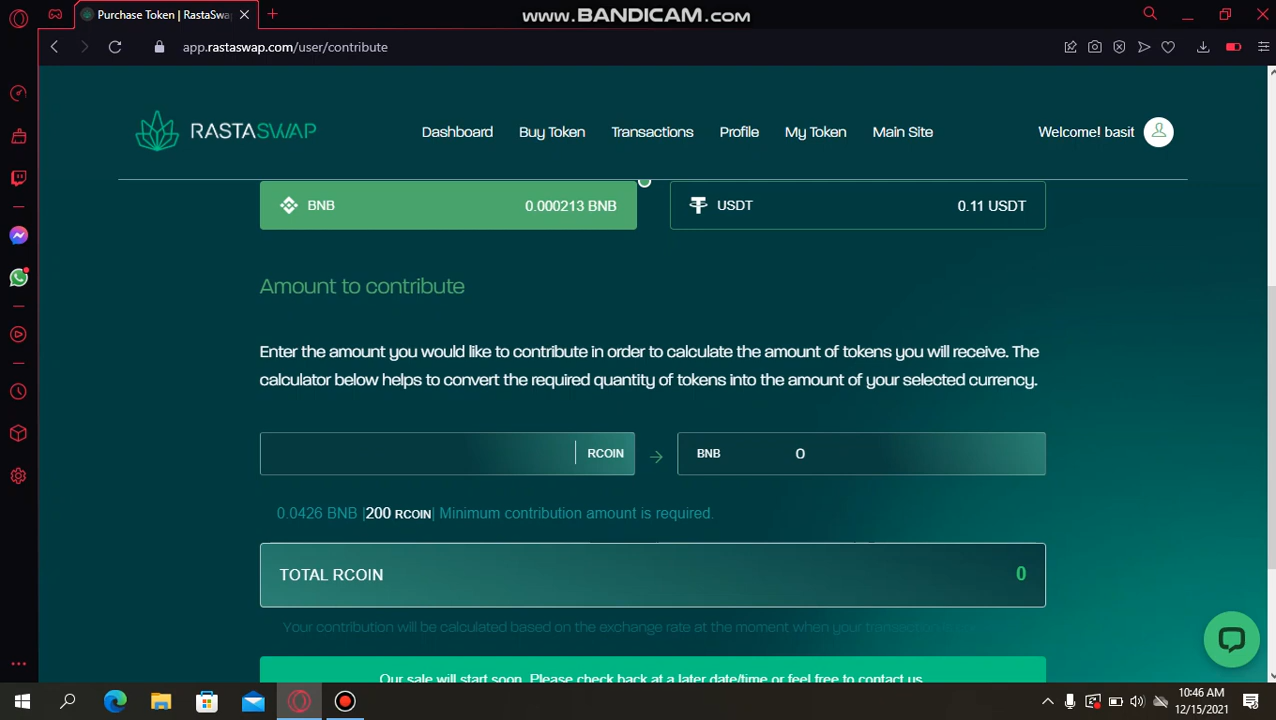 Purchase Token | RastaSwap
www.BANDICAM.com
app.rastaswap.com/user/contribute
RASTASWAP
Dashboard
Buy Token
Transactions
Profile
My Token
Main Site
Welcome! basit
BNB
0.000213 BNB
USDT
0.11 USDT
Amount to contribute
Enter the amount you would like to contribute in order to calculate the amount of tokens you will receive. The
calculator below helps to convert the required quantity of tokens into the amount of your selected currency.
RCOIN
BNB
0
0.0426 BNB |200 RCOIN| Minimum contribution amount is required.
TOTAL RCOIN
0
Your contribution will be calculated based on the exchange rate at the moment when your transaction is
Our sale will start soon. Please check back at a later date/time or feel free to contact us
10:46 AM
12/15/2021